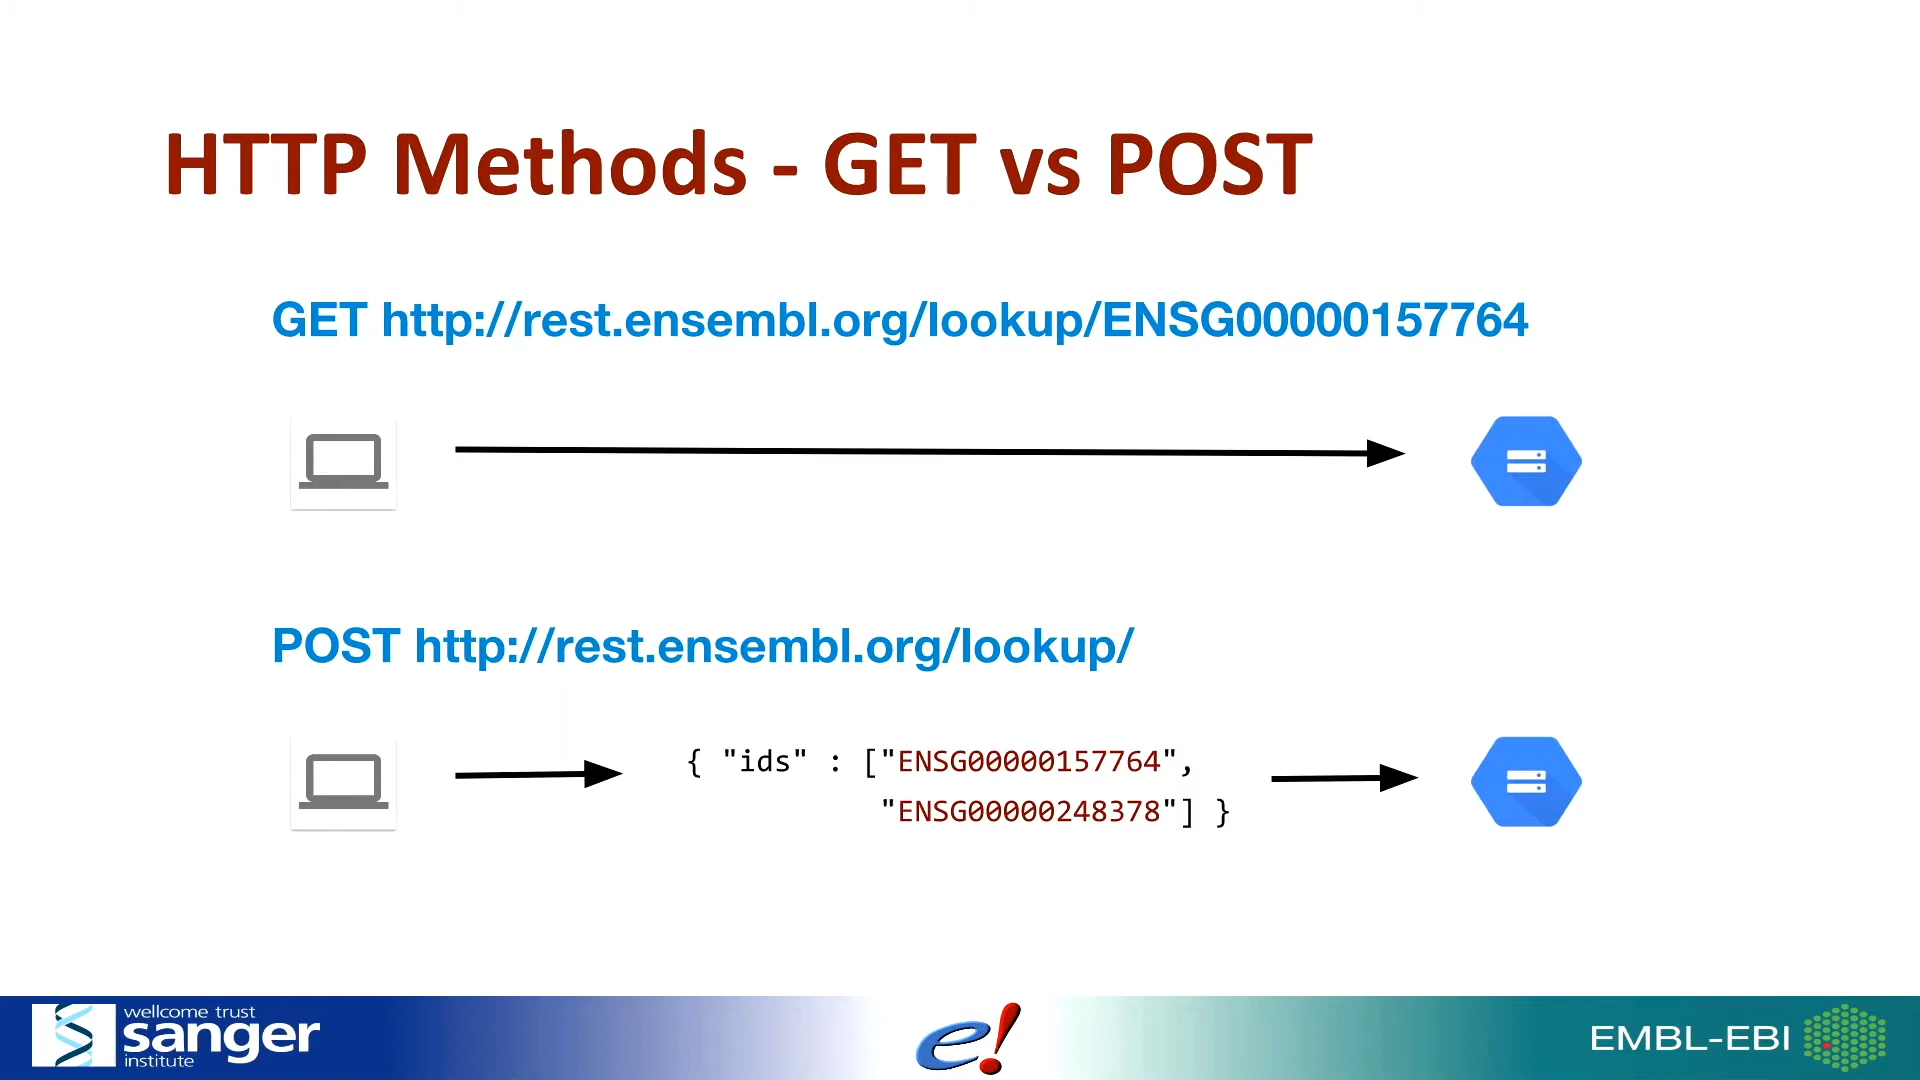 HTTP Methods - GET vs POST
GET http://rest.ensembl.org/lookup/ENSG00000157764
POST http://rest.ensembl.org/lookup/
{ "ids" : ["ENSG00000157764",
"ENSG00000248378"] }
wellcome trust
sanger
institute
e!
EMBL-EBI